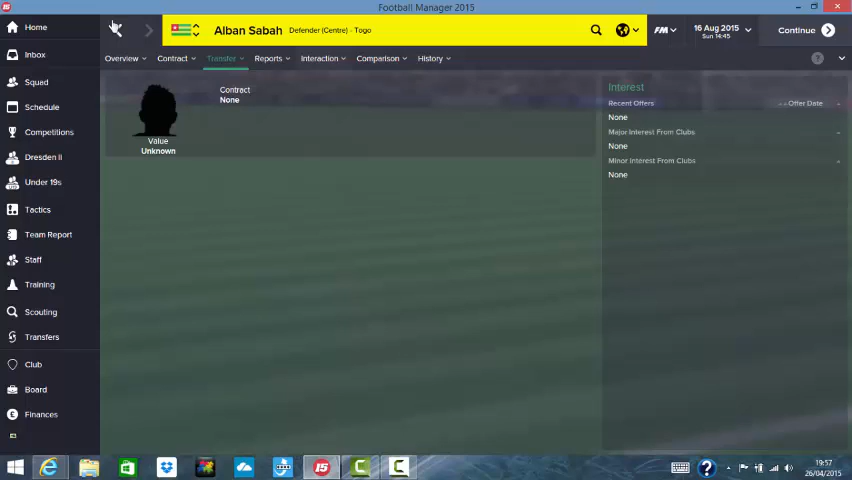 15 Football Manager 2015
Home
Alban Sabah Defender (Centre) - Togo
FM
16 Aug 2015
Sun 14:45
Continue
Inbox
Squad
Schedule
Competitions
Dresden II
Under 19s
Tactics
Team Report
Staff
Training
Scouting
Transfers
Club
Board
Finances
Overview Contract Transfer Reports Interaction Comparison History ?
Contract
None
Value
Unknown
Interest
Recent Offers - - Offer Date
None
Major Interest From Clubs
None
Minor Interest From Clubs
None
15
19:57
26/04/2015